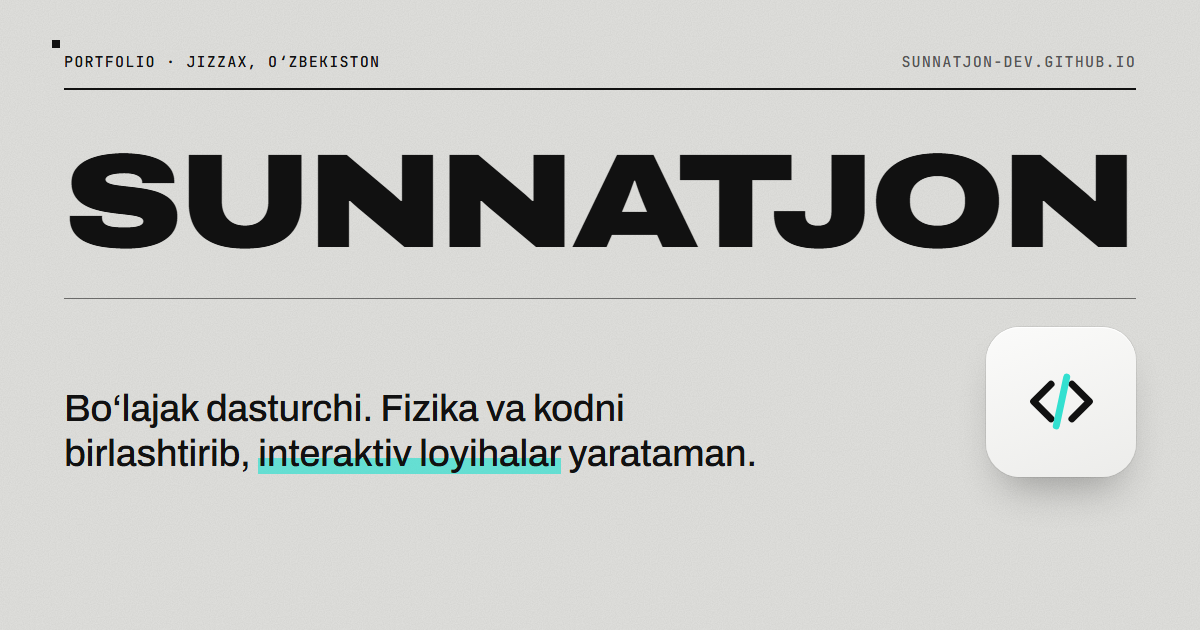 PORTFOLIO · JIZZAX, O‘ZBEKISTON
SUNNATJON-DEV.GITHUB.IO
SUNNATJON
Bo‘lajak dasturchi. Fizika va kodni
birlashtirib, interaktiv loyihalar yarataman.